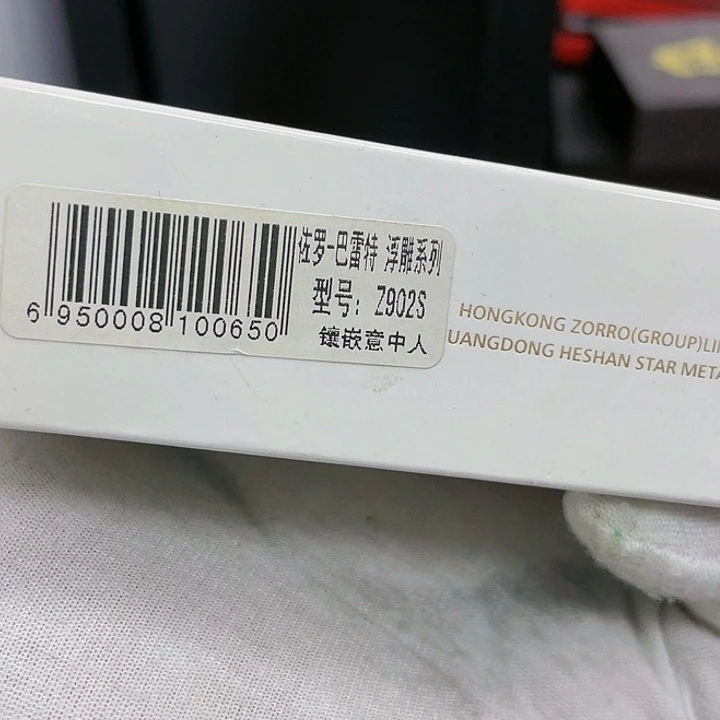 佐罗-巴雷特 浮雕系列
型号: Z902S
镶嵌意中人
6 950008 100650
HONGKONG ZORRO(GROUP)LI
UANGDONG HESHAN STAR META